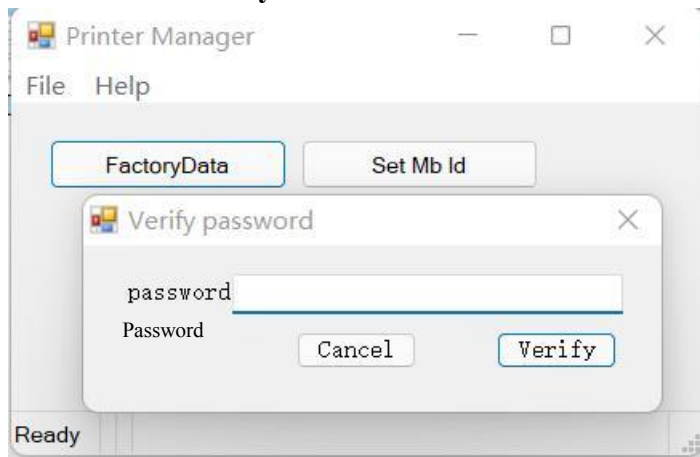 Printer Manager
File Help
FactoryData Set Mb Id
Verify password
password
Password
Cancel Verify
Ready